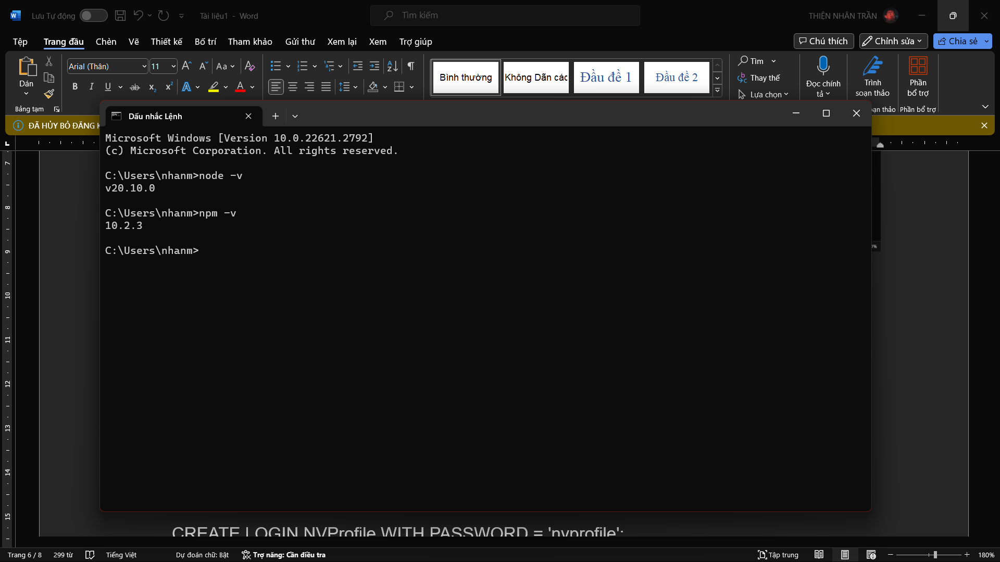 Lưu Tự động
Tài liệu1 - Word
Tìm kiếm
THIỆN NHÂN TRẦN
Tệp
Trang đầu
Chèn
Vẽ
Thiết kế
Bố trí
Tham khảo
Gửi thư
Xem lại
Xem
Trợ giúp
Chú thích
Chỉnh sửa
Chia sẻ
Dán
Bảng tạm
Arial (Thân)
11
Bình thường
Không Dãn các
Đầu đề 1
Đầu đề 2
Tìm
Thay thế
Lựa chọn
Đọc chính
tả
Trình
soạn thảo
Phần
bổ trợ
ạn thảo
Phần bổ trợ
ĐÃ HỦY BỎ ĐĂNG K
Dấu nhắc Lệnh
Microsoft Windows [Version 10.0.22621.2792]
(c) Microsoft Corporation. All rights reserved.
C:\Users\nhanm>node -v
v20.10.0
C:\Users\nhanm>npm -v
10.2.3
C:\Users\nhanm>
7
8
9
10
11
12
13
14
15
CREATE LOGIN NVProfile WITH PASSWORD = 'nvprofile';
Trang 6 / 8
299 từ
Tiếng Việt
Dự đoán chữ: Bật
Trợ năng: Cần điều tra
Tập trung
180%